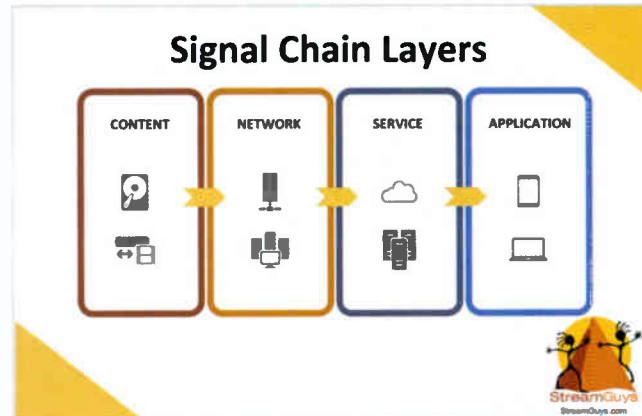 Signal Chain Layers
CONTENT
NETWORK
SERVICE
APPLICATION
StreamGuys
StreamGuys.com